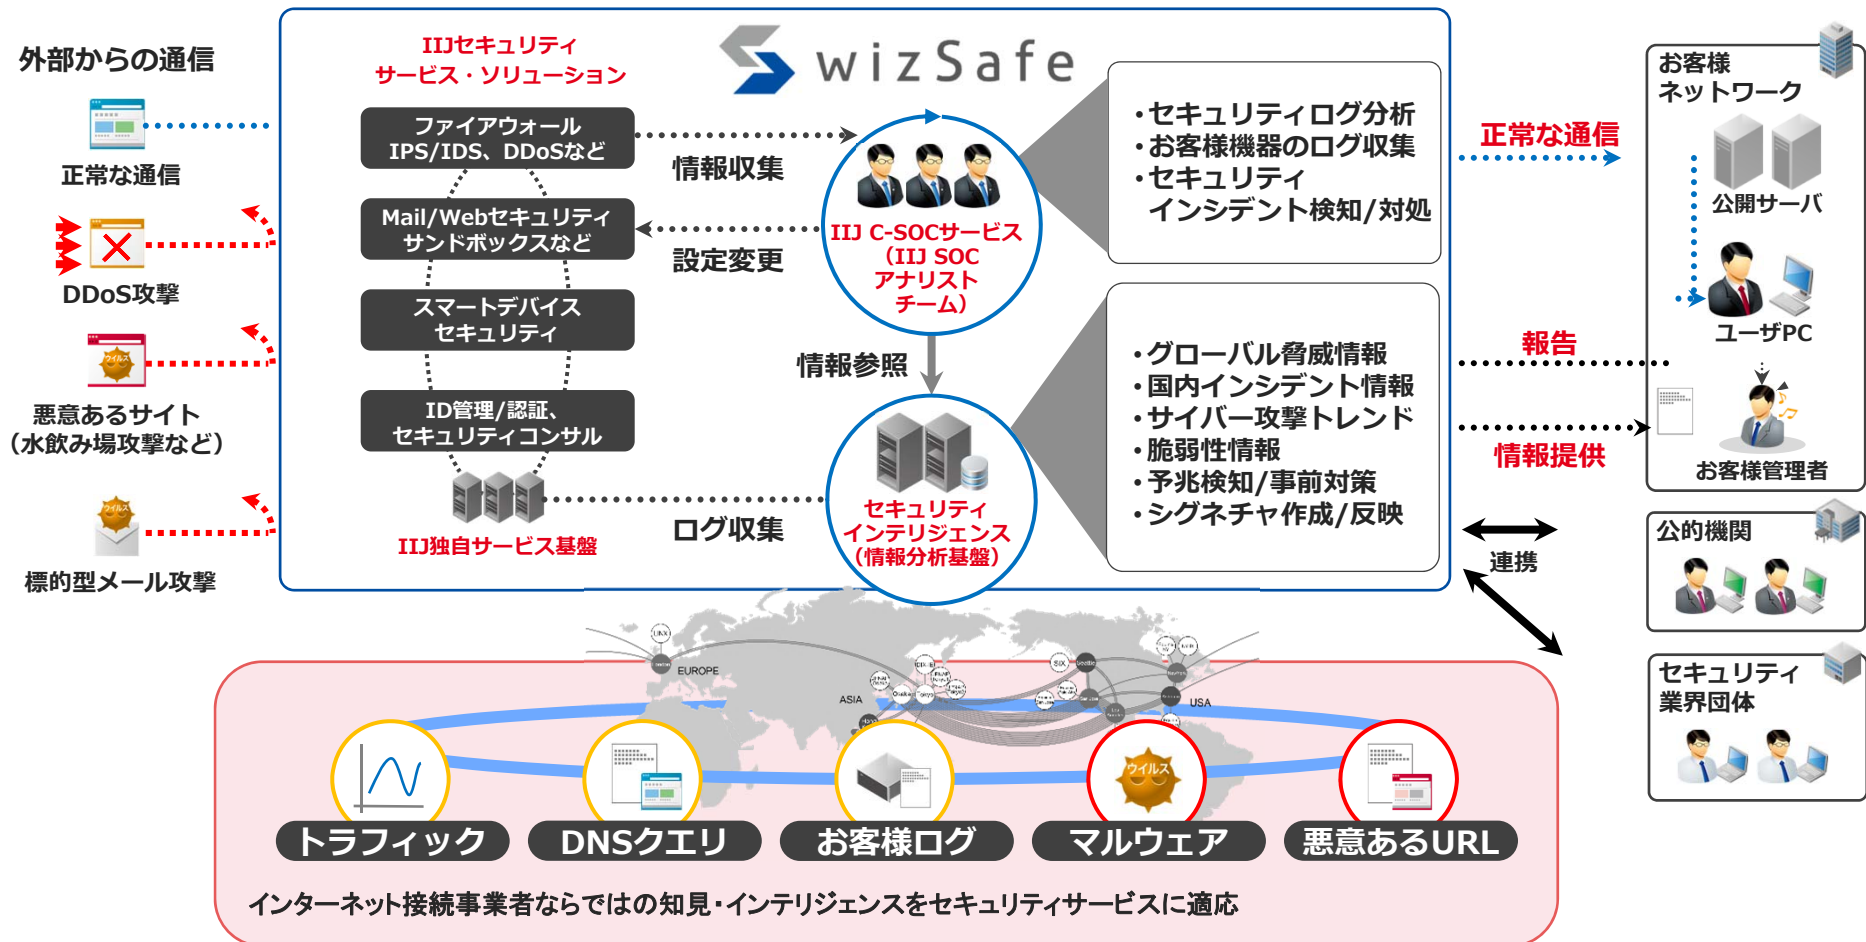 外部からの通信
正常な通信
DDoS攻撃
ウイルス
悪意あるサイト
（水飲み場攻撃など）
ウイルス
標的型メール攻撃
IIJセキュリティ
サービス・ソリューション
wizSafe
ファイアウォール
IPS/IDS、DDoSなど
Mail/Webセキュリティ
サンドボックスなど
スマートデバイス
セキュリティ
ID管理/認証、
セキュリティコンサル
IIJ独自サービス基盤
情報収集
設定変更
情報参照
ログ収集
IIJ C-SOCサービス
（IIJ SOC
アナリスト
チーム）
セキュリティ
インテリジェンス
（情報分析基盤）
・セキュリティログ分析
・お客様機器のログ収集
・セキュリティ
インシデント検知/対処
・グローバル脅威情報
・国内インシデント情報
・サイバー攻撃トレンド
・脆弱性情報
・予兆検知/事前対策
・シグネチャ作成/反映
正常な通信
報告
情報提供
連携
お客様
ネットワーク
公開サーバ
ユーザPC
お客様管理者
公的機関
セキュリティ
業界団体
LINX
London
EUROPE
ASIA
Osaka
Tokyo
SIX
Seattle
San Jose
USA
トラフィック
DNSクエリ
お客様ログ
ウイルス
マルウェア
悪意あるURL
インターネット接続事業者ならではの知見・インテリジェンスをセキュリティサービスに適応